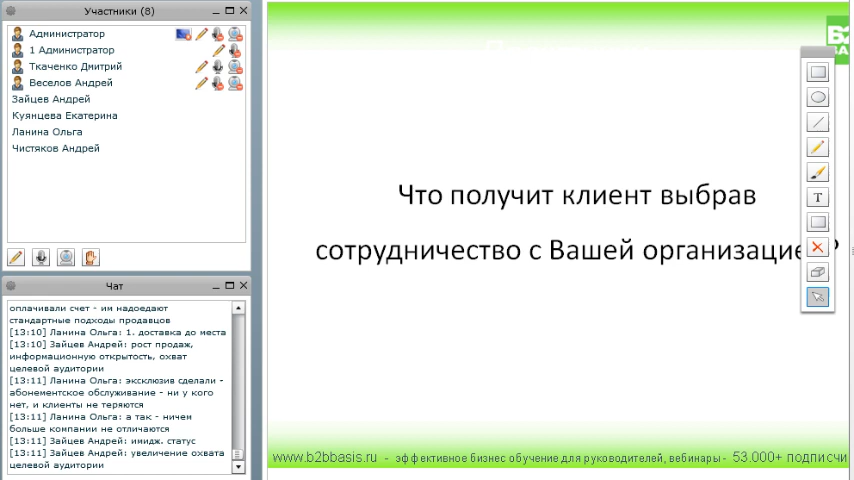 Участники (8)
Администратор
1 Администратор
Ткаченко Дмитрий
Веселов Андрей
Зайцев Андрей
Куянцева Екатерина
Ланина Ольга
Чистяков Андрей
Чат
оплачивали счет - им надоедают
стандартные подходы продавцов
[13:10] Ланина Ольга: 1. доставка до места
[13:10] Зайцев Андрей: рост продаж,
информационную открытость, охват
целевой аудитории
[13:11] Ланина Ольга: эксклюзив сделали -
абонементское обслуживание - ни у кого
нет, и клиенты не теряются
[13:11] Ланина Ольга: а так - ничем
больше компании не отличаются
[13:11] Зайцев Андрей: имидж. статус
[13:11] Зайцев Андрей: увеличение охвата
целевой аудитории
Что получит клиент выбрав
сотрудничество с Вашей организацие ?
T
www.b2bbasis.ru - эффективное бизнес обучение для руководителей, вебинары - 53.000+ подписчи